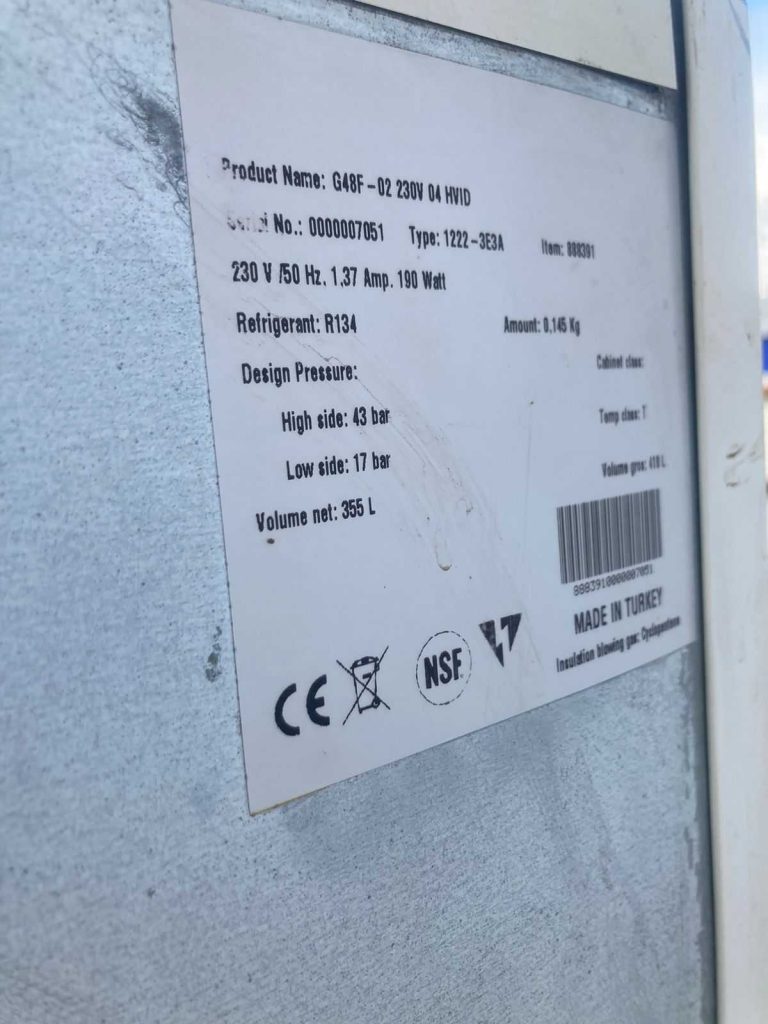 Product Name: G48F-02 230V 04 HVID
Serial No.: 0000007051 Type: 1222-3E3A Item: 888391
230 V /50 Hz, 1,37 Amp. 190 Watt
Refrigerant: R134 Amount: 0,145 Kg
Design Pressure: Cabinet class:
High side: 43 bar Temp class: T
Low side: 17 bar Volume gros: 410 L
Volume net: 355 L
8883910000007051
MADE IN TURKEY
Insulation blowing gas: Cyclopentane
CE
NSF